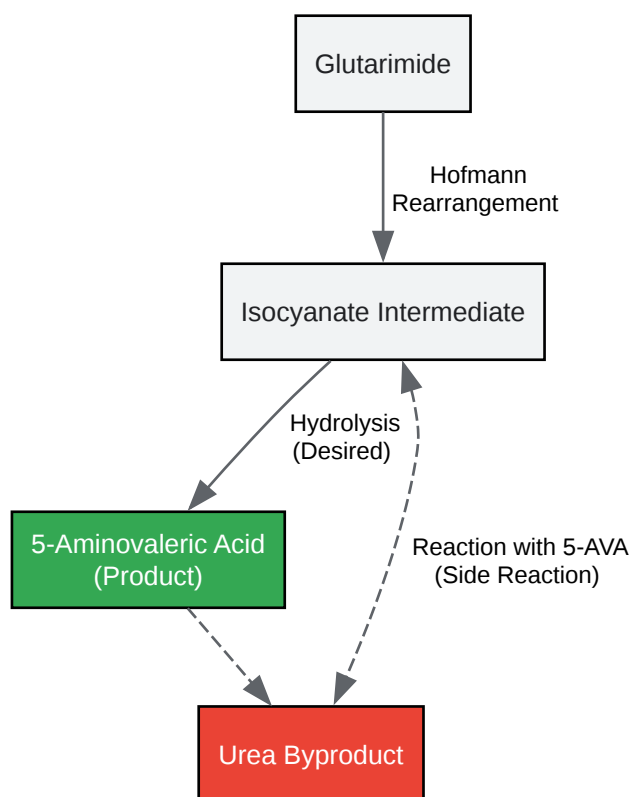 Glutarimide
Hofmann
Rearrangement
Isocyanate Intermediate
Hydrolysis
(Desired)
5-Aminovaleric Acid
(Product)
Reaction with 5-AVA
(Side Reaction)
Urea Byproduct